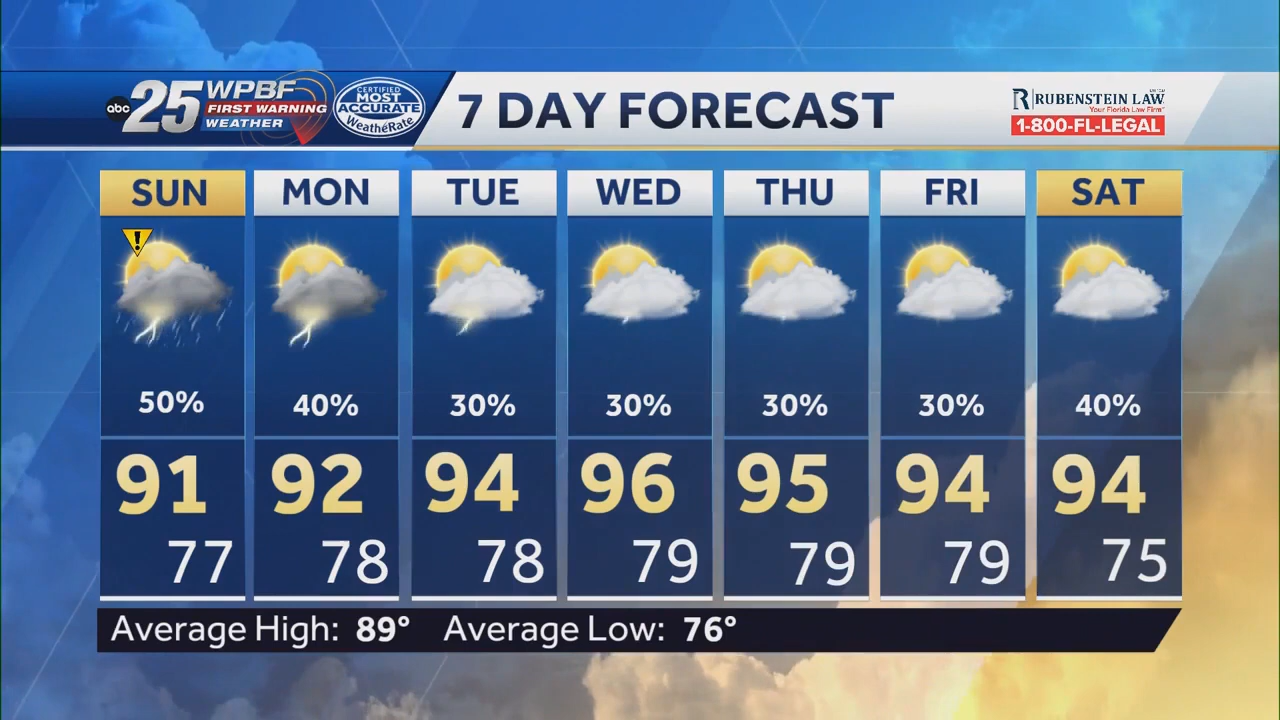 abc 25 WPBF
FIRST WARNING
WEATHER
CERTIFIED
MOST
ACCURATE
WeatheRate
7 DAY FORECAST
RUBENSTEIN LAW
Your Florida Law Firm
1-800-FL-LEGAL
SUN MON TUE WED THU FRI SAT
!
50% 40% 30% 30% 30% 30% 40%
91 92 94 96 95 94 94
77 78 78 79 79 79 75
Average High: 89° Average Low: 76°